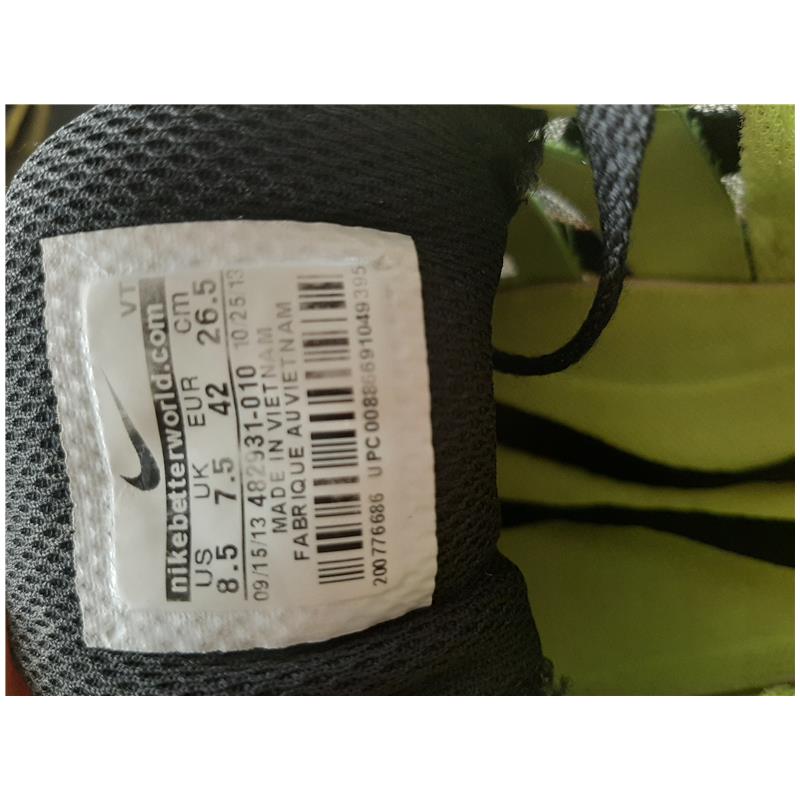 VT
nikebetterworld.com
US UK EUR cm
8.5 7.5 42 26.5
09/15/13 482931-010 10/25/13
MADE IN VIETNAM
FABRIQUE AU VIETNAM
200776686 UPC 00886691049395